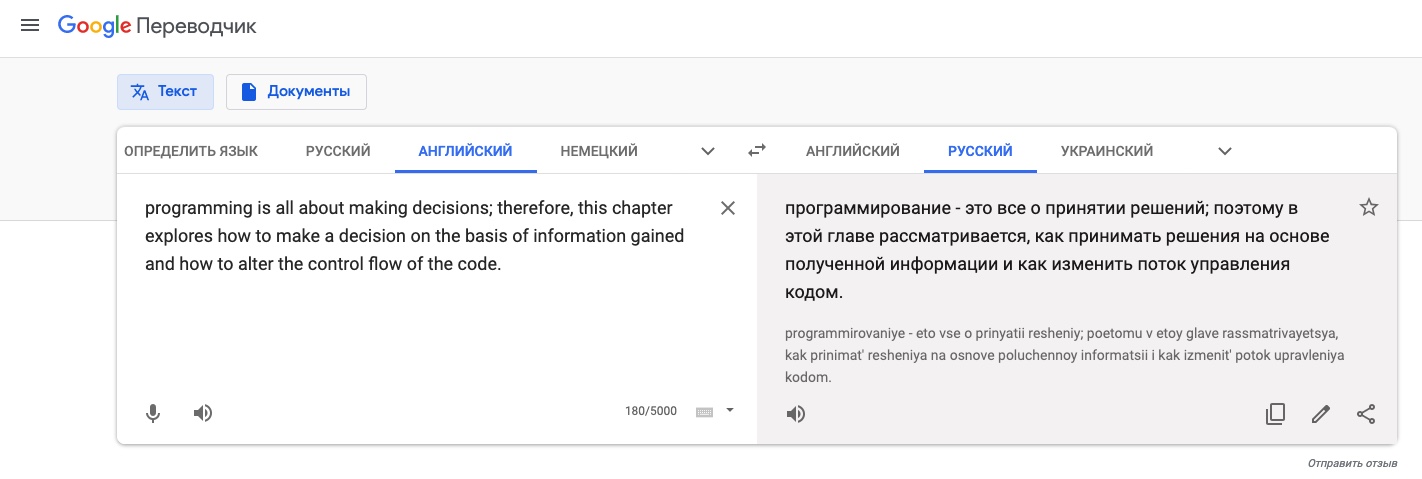 Google Переводчик
Текст
Документы
ОПРЕДЕЛИТЬ ЯЗЫК РУССКИЙ АНГЛИЙСКИЙ НЕМЕЦКИЙ
АНГЛИЙСКИЙ РУССКИЙ УКРАИНСКИЙ
programming is all about making decisions; therefore, this chapter
explores how to make a decision on the basis of information gained
and how to alter the control flow of the code.
180/5000
программирование - это все о принятии решений; поэтому в
этой главе рассматривается, как принимать решения на основе
полученной информации и как изменить поток управления
кодом.
programmirovaniye - eto vse o prinyatii resheniy; poetomu v etoy glave rassmatrivayetsya,
kak prinimat' resheniya na osnove poluchennoy informatsii i kak izmenit' potok upravleniya
kodom.
Отправить отзыв